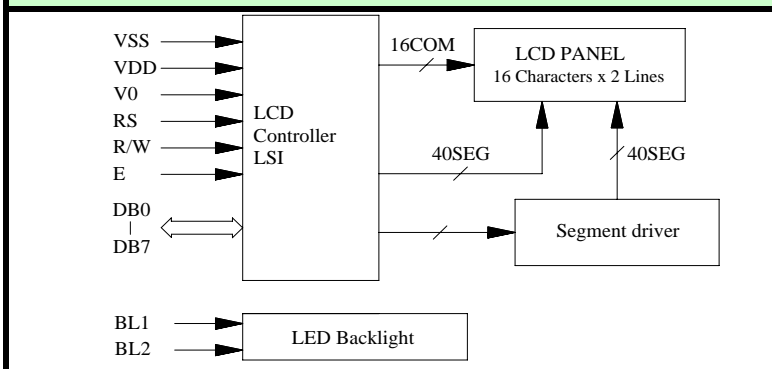 VSS
VDD
V0
RS
R/W
E
DB0
DB7
LCD
Controller
LSI
16COM
LCD PANEL
16 Characters x 2 Lines
40SEG
40SEG
Segment driver
BL1
BL2
LED Backlight